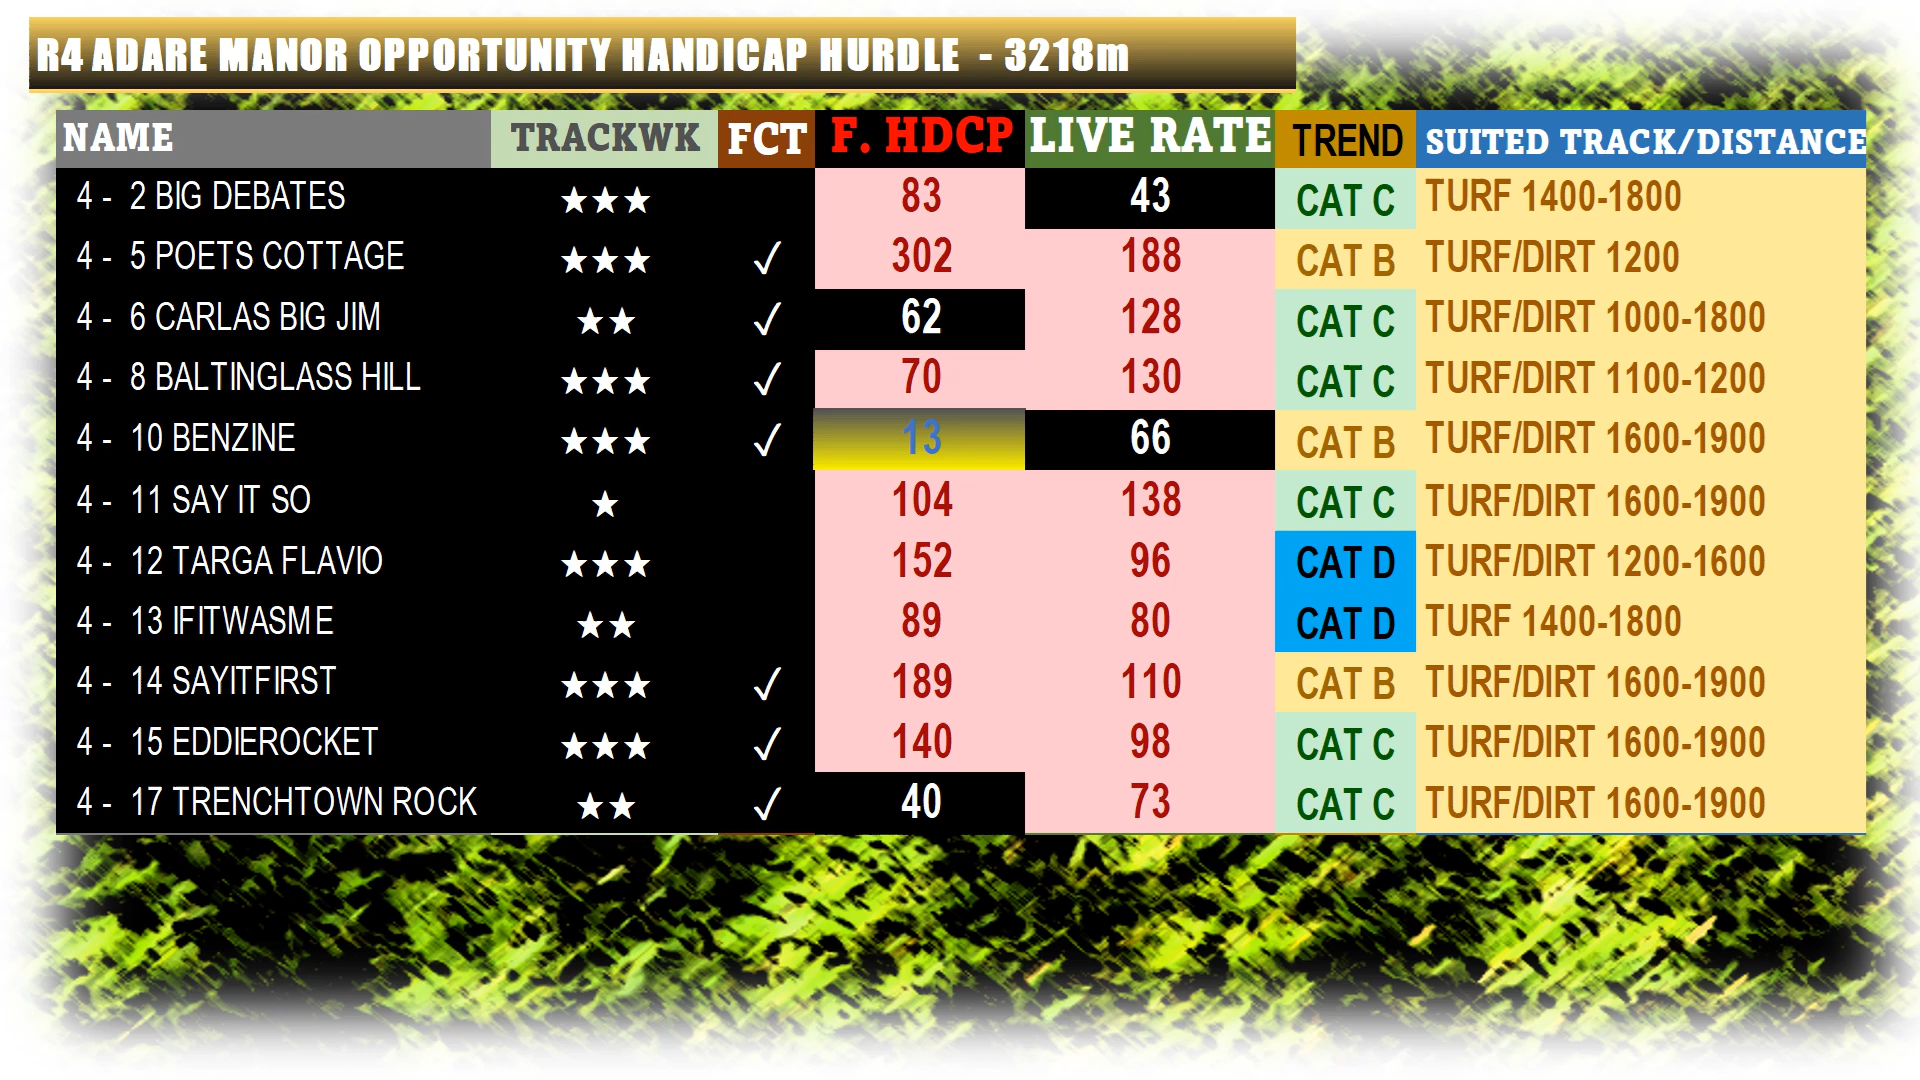 R4 ADARE MANOR OPPORTUNITY HANDICAP HURDLE - 3218m
NAME TRACKWK FCT F. HDCP LIVE RATE TREND SUITED TRACK/DISTANCE
4 - 2 BIG DEBATES ★★★ 83 43 CAT C TURF 1400-1800
4 - 5 POETS COTTAGE ★★★ ✓ 302 188 CAT B TURF/DIRT 1200
4 - 6 CARLAS BIG JIM ★★ ✓ 62 128 CAT C TURF/DIRT 1000-1800
4 - 8 BALTINGLASS HILL ★★★ ✓ 70 130 CAT C TURF/DIRT 1100-1200
4 - 10 BENZINE ★★★ ✓ 13 66 CAT B TURF/DIRT 1600-1900
4 - 11 SAY IT SO ★ 104 138 CAT C TURF/DIRT 1600-1900
4 - 12 TARGA FLAVIO ★★★ 152 96 CAT D TURF/DIRT 1200-1600
4 - 13 IFITWASME ★★ 89 80 CAT D TURF 1400-1800
4 - 14 SAYITFIRST ★★★ ✓ 189 110 CAT B TURF/DIRT 1600-1900
4 - 15 EDDIEROCKET ★★★ ✓ 140 98 CAT C TURF/DIRT 1600-1900
4 - 17 TRENCHTOWN ROCK ★★ ✓ 40 73 CAT C TURF/DIRT 1600-1900